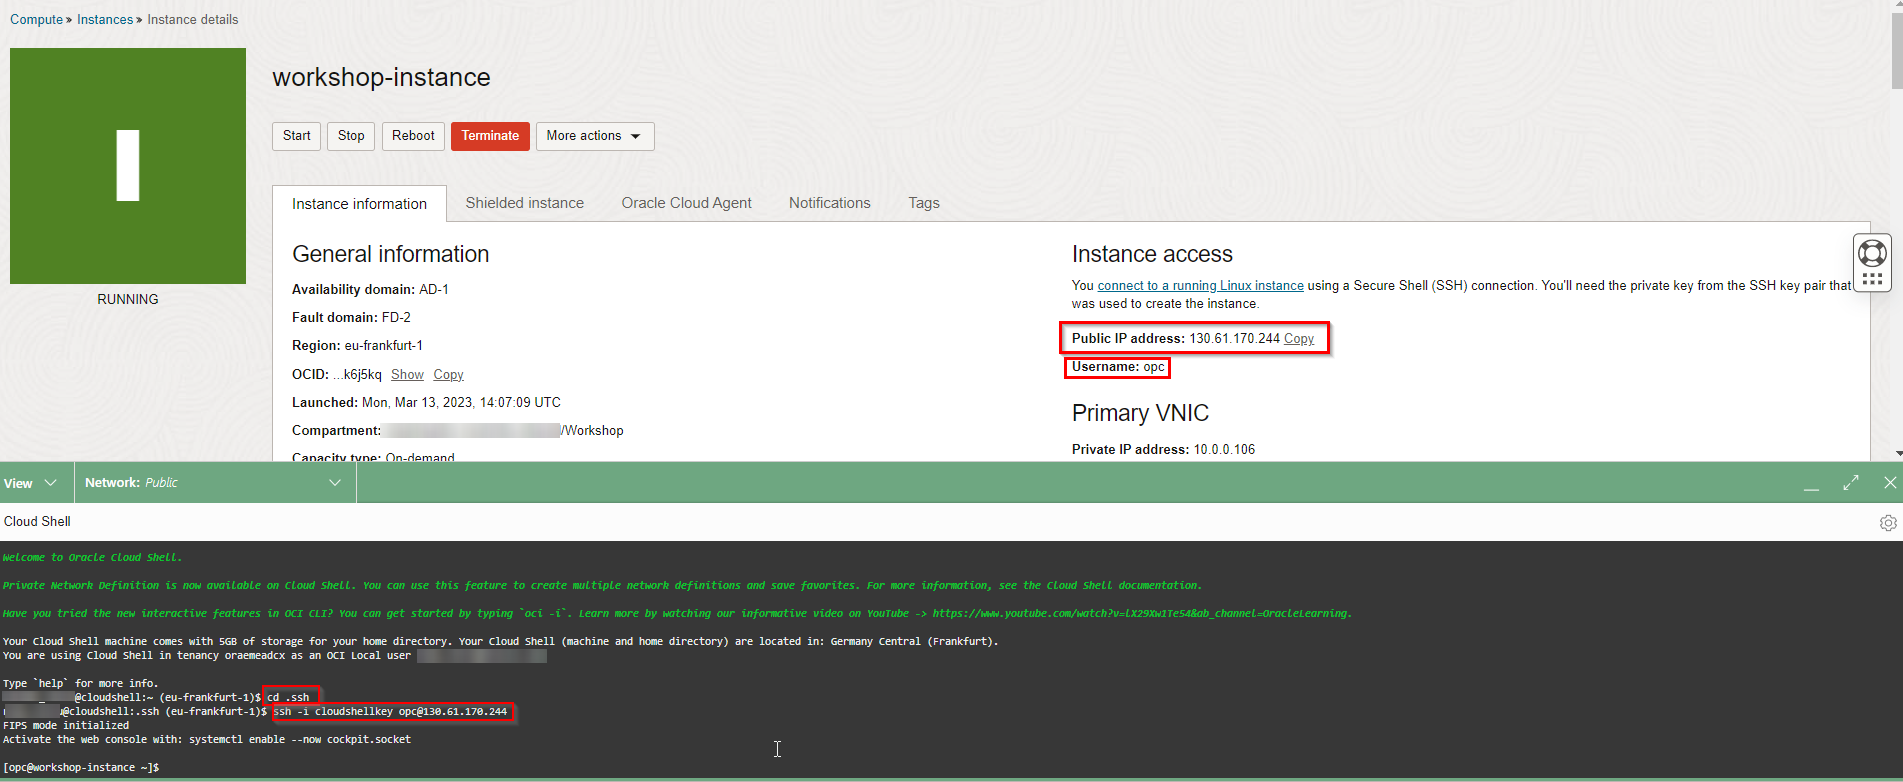 Compute » Instances » Instance details
workshop-instance
Start Stop Reboot Terminate More actions
RUNNING
Instance information Shielded instance Oracle Cloud Agent Notifications Tags
General information
Availability domain: AD-1
Fault domain: FD-2
Region: eu-frankfurt-1
OCID: ...k6j5kq Show Copy
Launched: Mon, Mar 13, 2023, 14:07:09 UTC
Compartment: /Workshop
Capacity type: On-demand
Instance access
You connect to a running Linux instance using a Secure Shell (SSH) connection. You'll need the private key from the SSH key pair that
was used to create the instance.
Public IP address: 130.61.170.244 Copy
Username: opc
Primary VNIC
Private IP address: 10.0.0.106
View Network: Public
Cloud Shell
Welcome to Oracle Cloud Shell.
Private Network Definition is now available on Cloud Shell. You can use this feature to create multiple network definitions and save favorites. For more information, see the Cloud Shell documentation.
Have you tried the new interactive features in OCI CLI? You can get started by typing `oci -i`. Learn more by watching our informative video on YouTube -> https://www.youtube.com/watch?v=lX29Xw1Te54&ab_channel=OracleLearning.
Your Cloud Shell machine comes with 5GB of storage for your home directory. Your Cloud Shell (machine and home directory) are located in: Germany Central (Frankfurt).
You are using Cloud Shell in tenancy oraemeadcx as an OCI Local user
Type `help` for more info.
@cloudshell:~ (eu-frankfurt-1)$ cd .ssh
@cloudshell:.ssh (eu-frankfurt-1)$ ssh -i cloudshellkey opc@130.61.170.244
FIPS mode initialized
Activate the web console with: systemctl enable --now cockpit.socket
[opc@workshop-instance ~]$